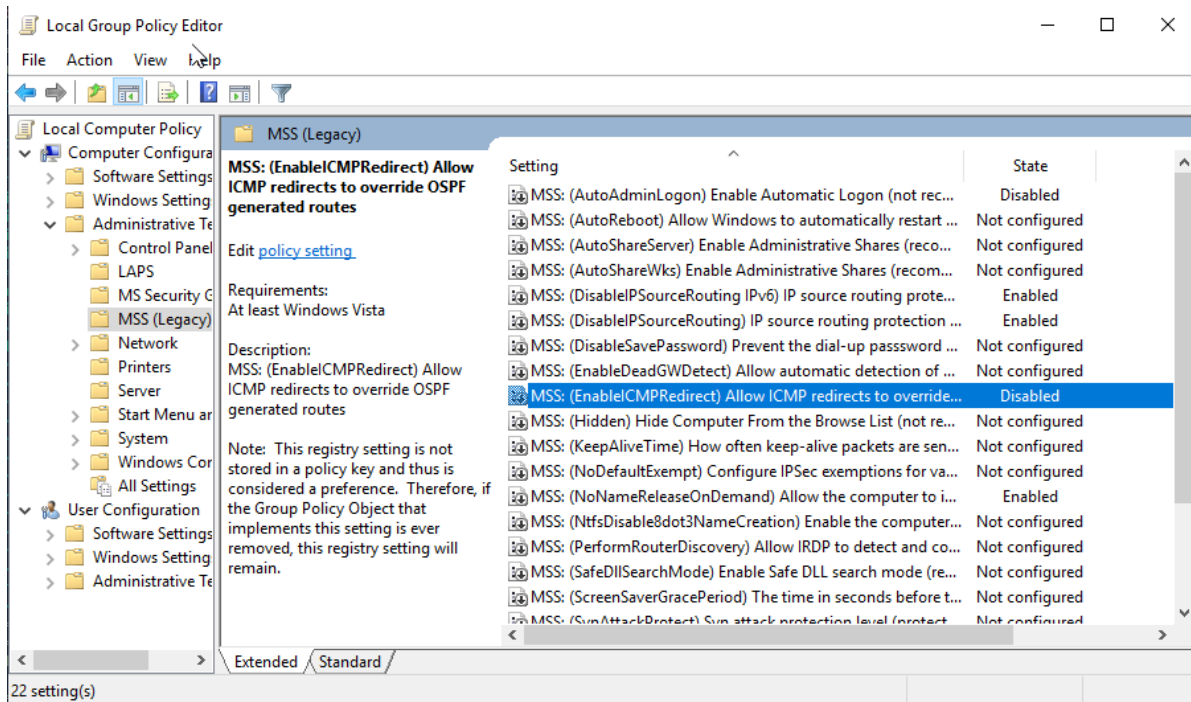 Local Group Policy Editor
File Action View Help
Local Computer Policy
Computer Configura
Software Settings
Windows Setting
Administrative Te
Control Panel
LAPS
MS Security G
MSS (Legacy)
Network
Printers
Server
Start Menu an
System
Windows Con
All Settings
User Configuration
Software Settings
Windows Setting
Administrative Te
MSS (Legacy)
MSS: (EnableICMPRedirect) Allow
ICMP redirects to override OSPF
generated routes
Edit policy setting
Requirements:
At least Windows Vista
Description:
MSS: (EnableICMPRedirect) Allow
ICMP redirects to override OSPF
generated routes
Note: This registry setting is not
stored in a policy key and thus is
considered a preference. Therefore, if
the Group Policy Object that
implements this setting is ever
removed, this registry setting will
remain.
Setting State
MSS: (AutoAdminLogon) Enable Automatic Logon (not rec... Disabled
MSS: (AutoReboot) Allow Windows to automatically restart ... Not configured
MSS: (AutoShareServer) Enable Administrative Shares (reco... Not configured
MSS: (AutoShareWks) Enable Administrative Shares (recom... Not configured
MSS: (DisableIPSourceRouting IPv6) IP source routing prote... Enabled
MSS: (DisableIPSourceRouting) IP source routing protection ... Enabled
MSS: (DisableSavePassword) Prevent the dial-up passsword ... Not configured
MSS: (EnableDeadGWDetect) Allow automatic detection of ... Not configured
MSS: (EnableICMPRedirect) Allow ICMP redirects to override... Disabled
MSS: (Hidden) Hide Computer From the Browse List (not re... Not configured
MSS: (KeepAliveTime) How often keep-alive packets are sen... Not configured
MSS: (NoDefaultExempt) Configure IPSec exemptions for va... Not configured
MSS: (NoNameReleaseOnDemand) Allow the computer to i... Enabled
MSS: (NtfsDisable8dot3NameCreation) Enable the computer... Not configured
MSS: (PerformRouterDiscovery) Allow IRDP to detect and co... Not configured
MSS: (SafeDllSearchMode) Enable Safe DLL search mode (re... Not configured
MSS: (ScreenSaverGracePeriod) The time in seconds before t... Not configured
MSS: (SynAttackProtect) Syn attack protection level (protect... Not configured
Extended Standard
22 setting(s)